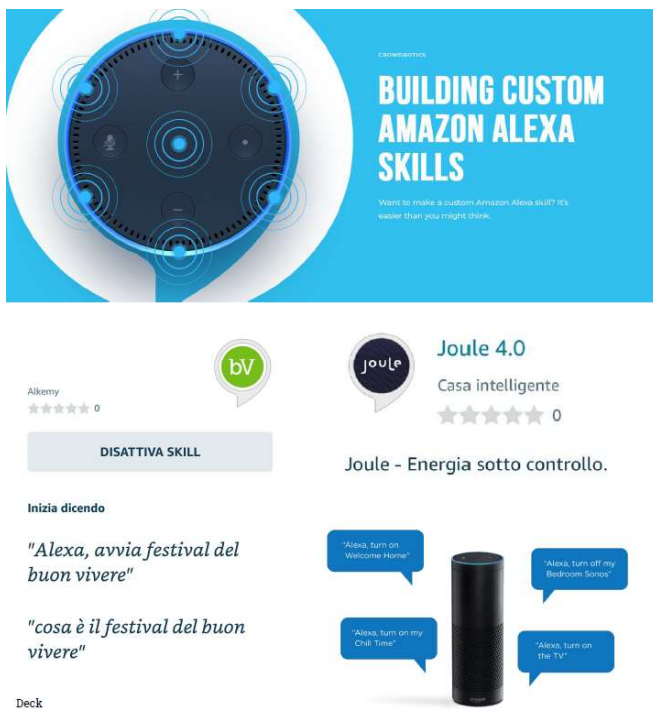 CROWDBOTICS
BUILDING CUSTOM
AMAZON ALEXA
SKILLS
Want to make a custom Amazon Alexa skill? It's
easier than you might think.
bV
Alkemy
0
DISATTIVA SKILL
Inizia dicendo
"Alexa, avvia festival del
buon vivere"
"cosa è il festival del buon
vivere"
joule
Joule 4.0
Casa intelligente
0
Joule - Energia sotto controllo.
"Alexa, turn on
Welcome Home"
"Alexa, turn off my
Bedroom Sonos"
"Alexa, turn on my
Chill Time"
"Alexa, turn on
the TV"
amazon
Deck